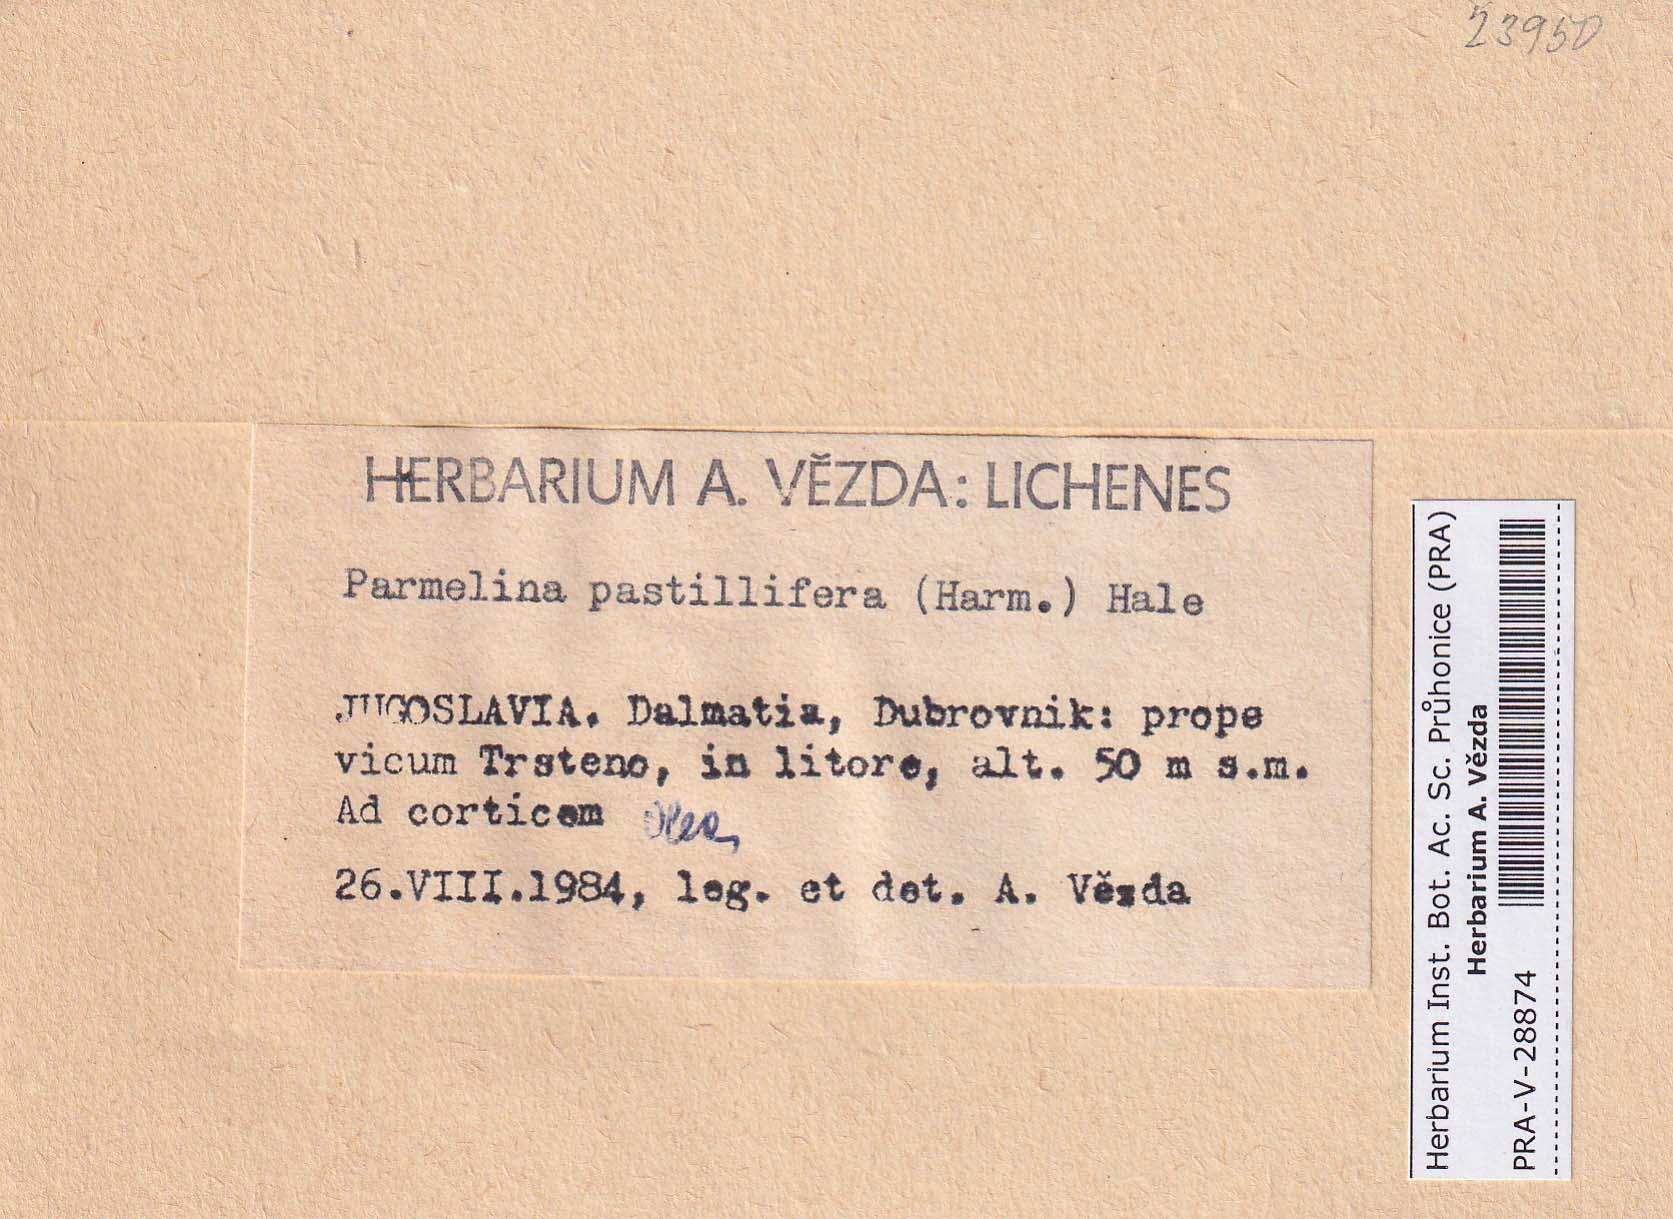 23950
HERBARIUM A. VĚZDA: LICHENES
Parmelina pastillifera (Harm.) Hale
JUGOSLAVIA. Dalmatia, Dubrovnik: prope
vicum Trsteno, in litore, alt. 50 m s.m.
Ad corticem Oleae
26.VIII.1984, leg. et det. A. Vězda
Herbarium Inst. Bot. Ac. Sc. Průhonice (PRA)
Herbarium A. Vězda
PRA-V-28874